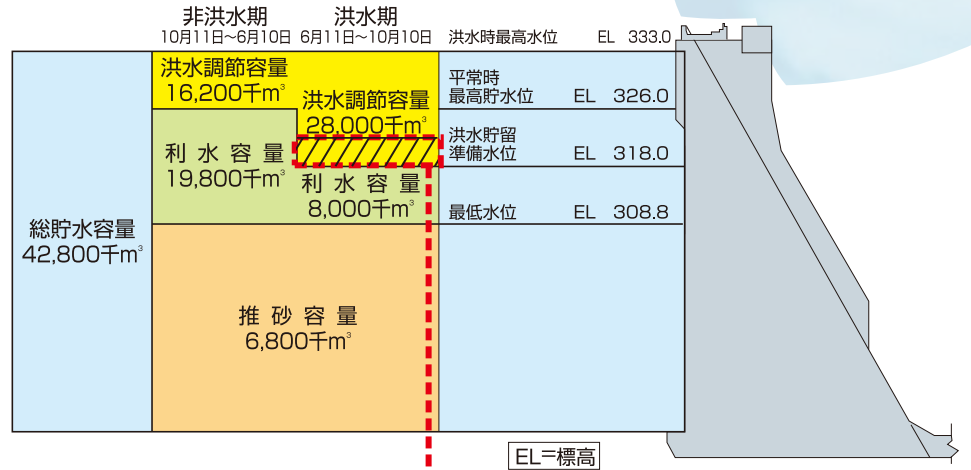 非洪水期
10月11日～6月10日
洪水期
6月11日～10月10日
洪水時最高水位 EL 333.0
洪水調節容量
16,200千m³
洪水調節容量
28,000千m³
平常時
最高貯水位 EL 326.0
利水容量
19,800千m³
洪水貯留
準備水位 EL 318.0
利水容量
8,000千m³
最低水位 EL 308.8
総貯水容量
42,800千m³
推砂容量
6,800千m³
EL=標高